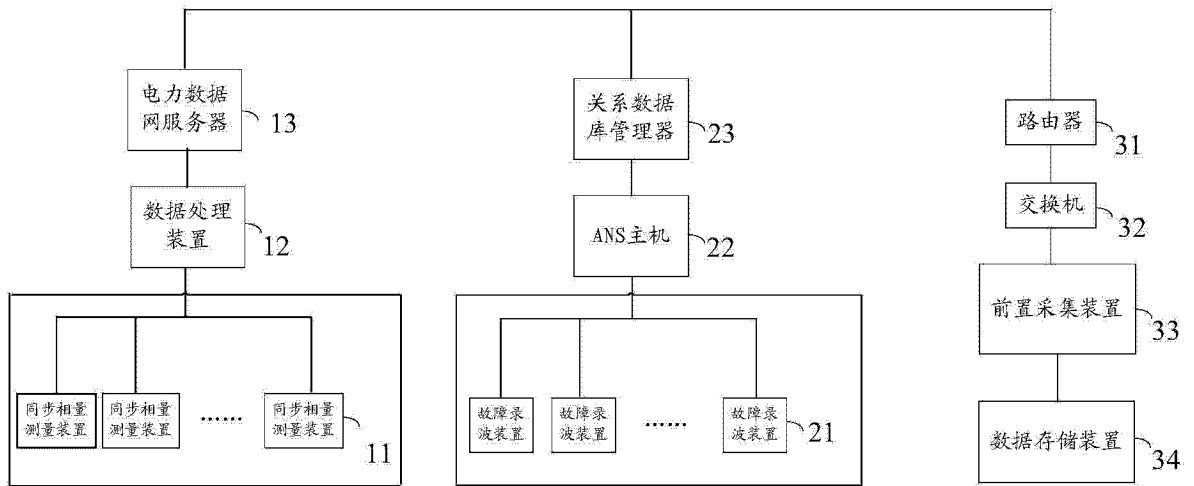 电力数据
网服务器
13
数据处理
装置
12
同步相量
测量装置
同步相量
测量装置
……
同步相量
测量装置
11
关系数据
库管理器
23
ANS主机
22
故障录
波装置
故障录
波装置
……
故障录
波装置
21
路由器
31
交换机
32
前置采集装置
33
数据存储装置
34